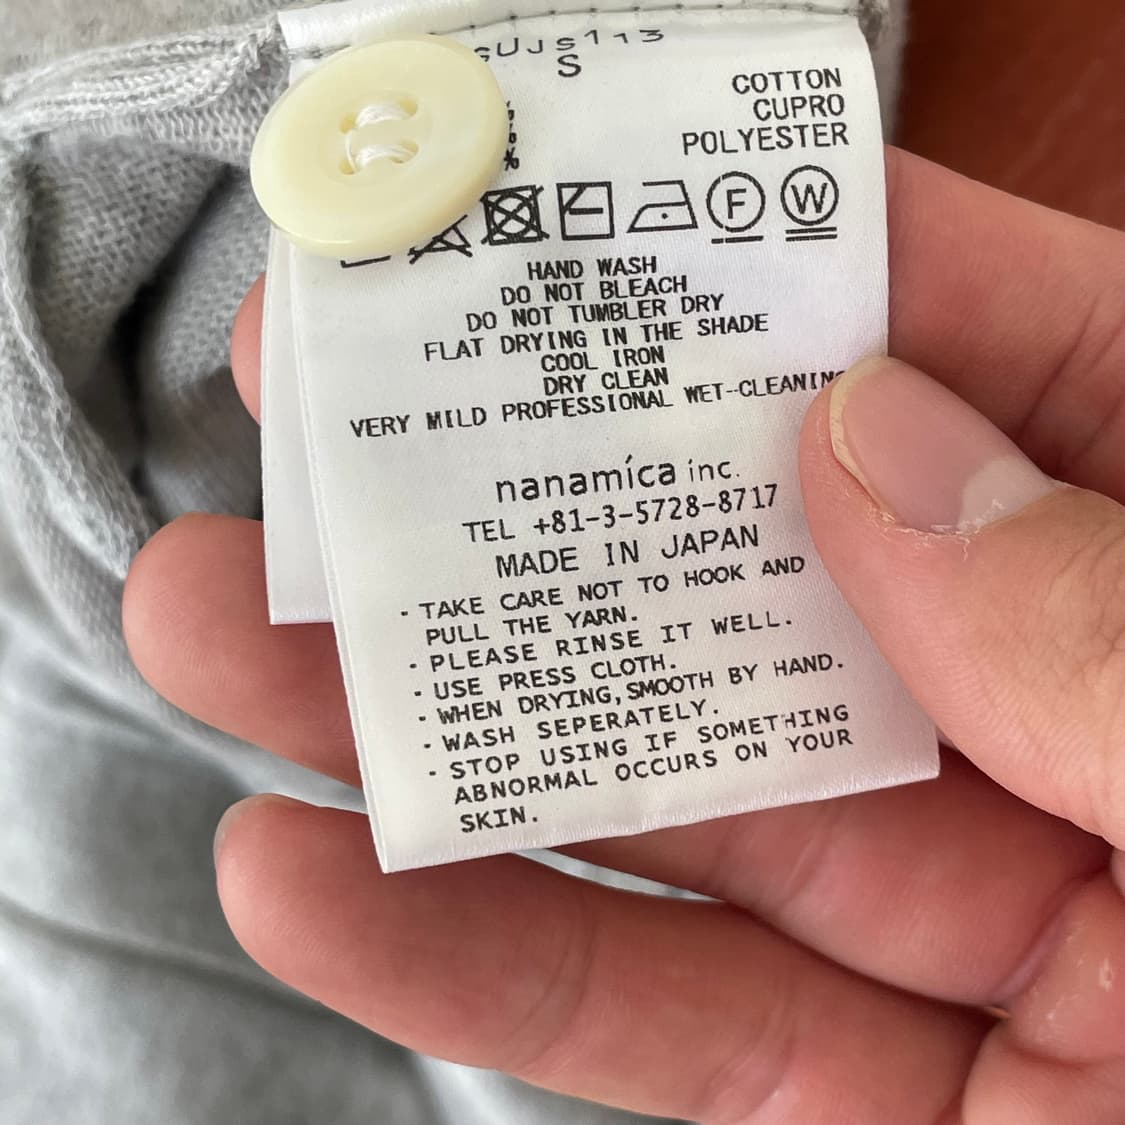 SUJS113
S
COTTON
CUPRO
POLYESTER
%
F W
HAND WASH
DO NOT BLEACH
DO NOT TUMBLER DRY
FLAT DRYING IN THE SHADE
COOL IRON
DRY CLEAN
VERY MILD PROFESSIONAL WET-CLEANING
nanamíca inc.
TEL +81-3-5728-8717
MADE IN JAPAN
・TAKE CARE NOT TO HOOK AND
PULL THE YARN.
・PLEASE RINSE IT WELL.
・USE PRESS CLOTH.
・WHEN DRYING,SMOOTH BY HAND.
・WASH SEPERATELY.
・STOP USING IF SOMETHING
ABNORMAL OCCURS ON YOUR
SKIN.